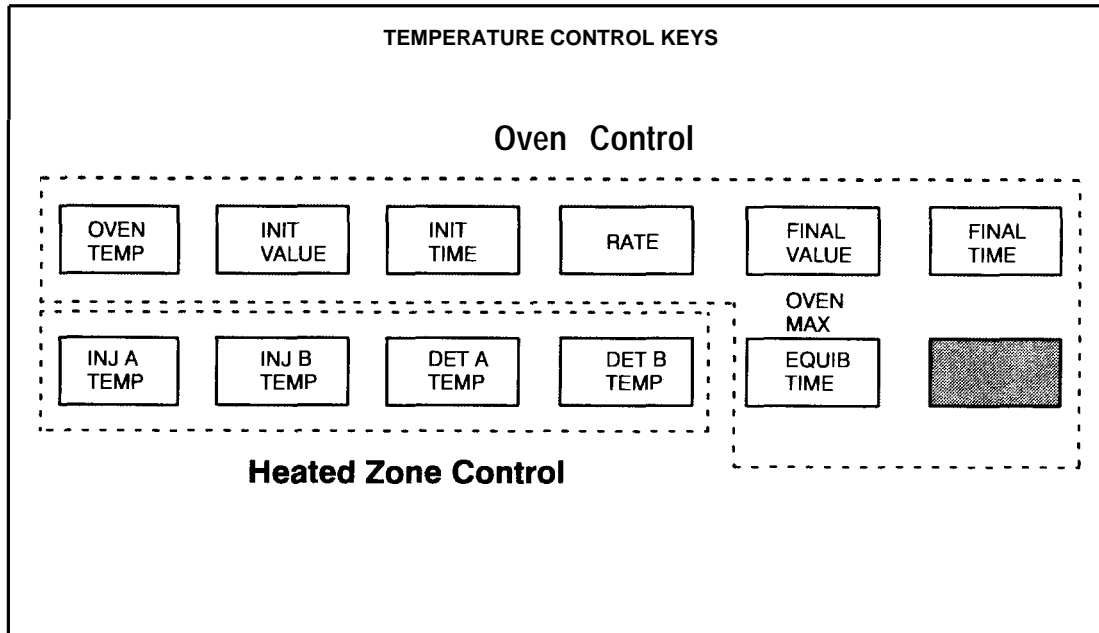 TEMPERATURE CONTROL KEYS
Oven Control
OVEN
TEMP
INIT
VALUE
INIT
TIME
RATE
FINAL
VALUE
FINAL
TIME
OVEN
MAX
INJ A
TEMP
INJ B
TEMP
DET A
TEMP
DET B
TEMP
EQUIB
TIME
Heated Zone Control